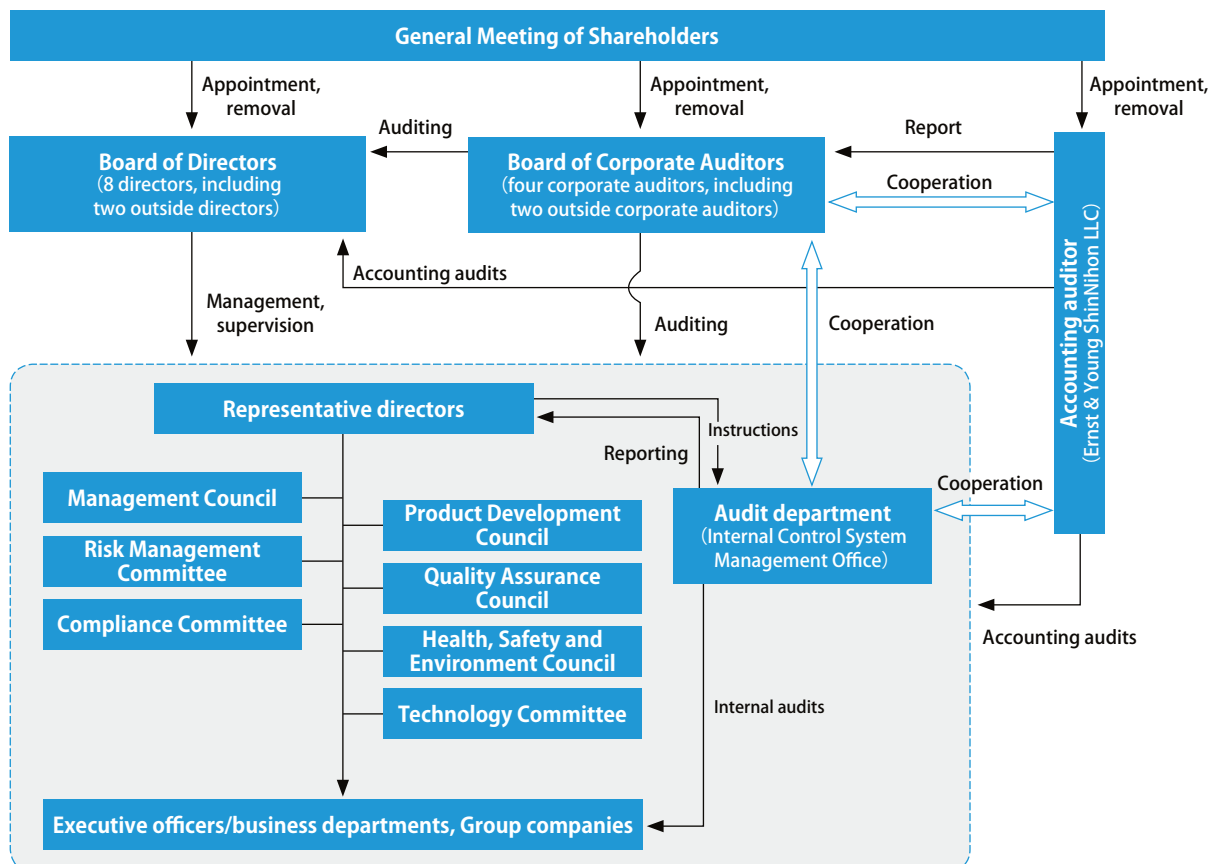 General Meeting of Shareholders
Appointment,
removal
Appointment,
removal
Appointment,
removal
Auditing
Report
Board of Directors
(8 directors, including
two outside directors)
Board of Corporate Auditors
(four corporate auditors, including
two outside corporate auditors)
Cooperation
Accounting auditor
(Ernst & Young ShinNihon LLC)
Accounting audits
Management,
supervision
Auditing
Cooperation
Representative directors
Instructions
Reporting
Management Council
Product Development
Council
Risk Management
Committee
Quality Assurance
Council
Compliance Committee
Health, Safety and
Environment Council
Technology Committee
Audit department
(Internal Control System
Management Office)
Cooperation
Accounting audits
Internal audits
Executive officers/business departments, Group companies